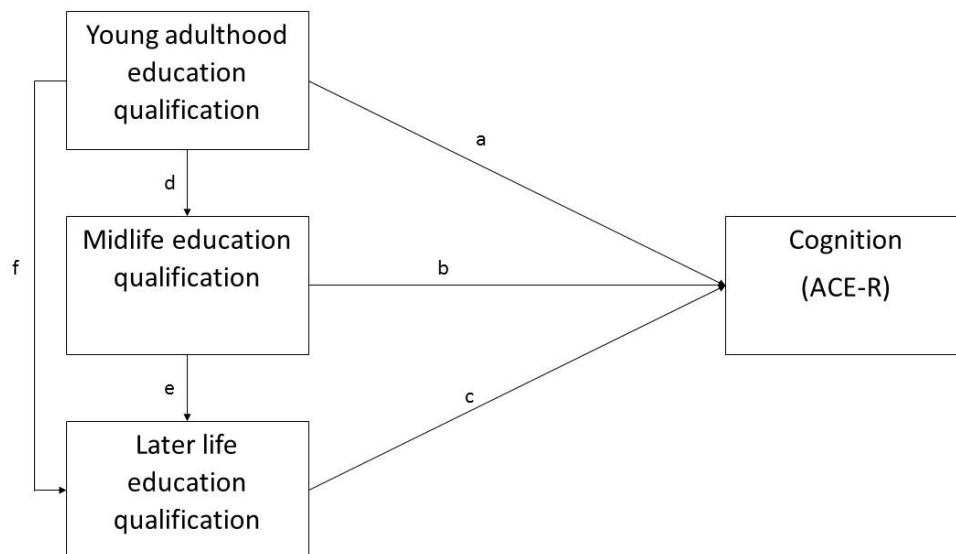 Young adulthood
education
qualification
a
d
Midlife education
qualification
f
b
Cognition
(ACE-R)
e
c
Later life
education
qualification